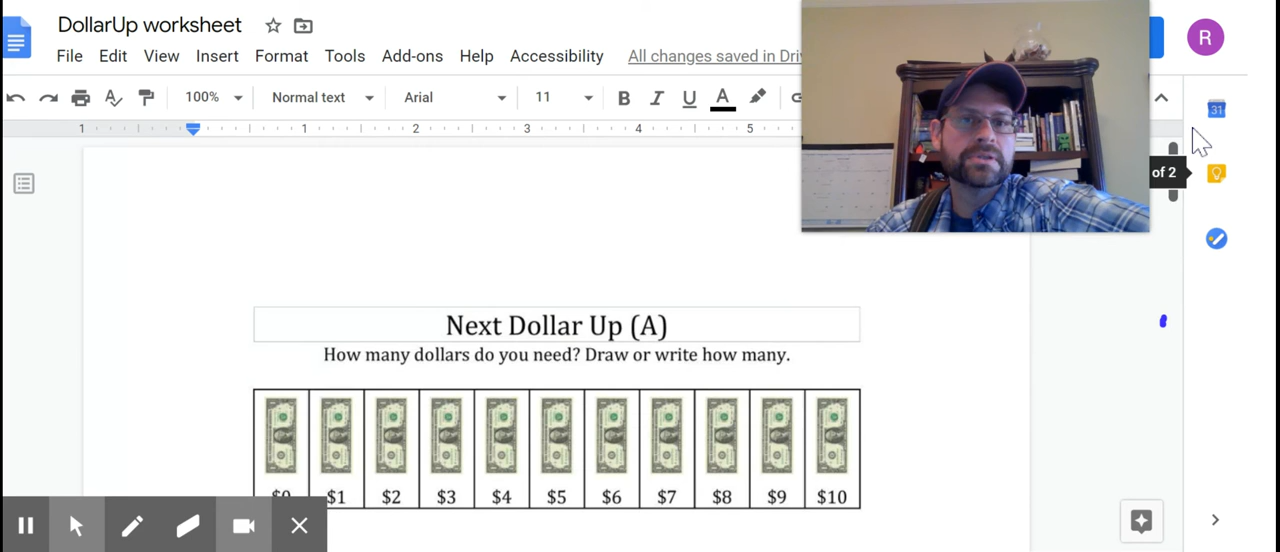 DollarUp worksheet
File Edit View Insert Format Tools Add-ons Help Accessibility All changes saved in
R
100% Normal text Arial 11 B I U A
31
1 1 2 3 4 5
of 2
Next Dollar Up (A)
How many dollars do you need? Draw or write how many.
$0 $1 $2 $3 $4 $5 $6 $7 $8 $9 $10